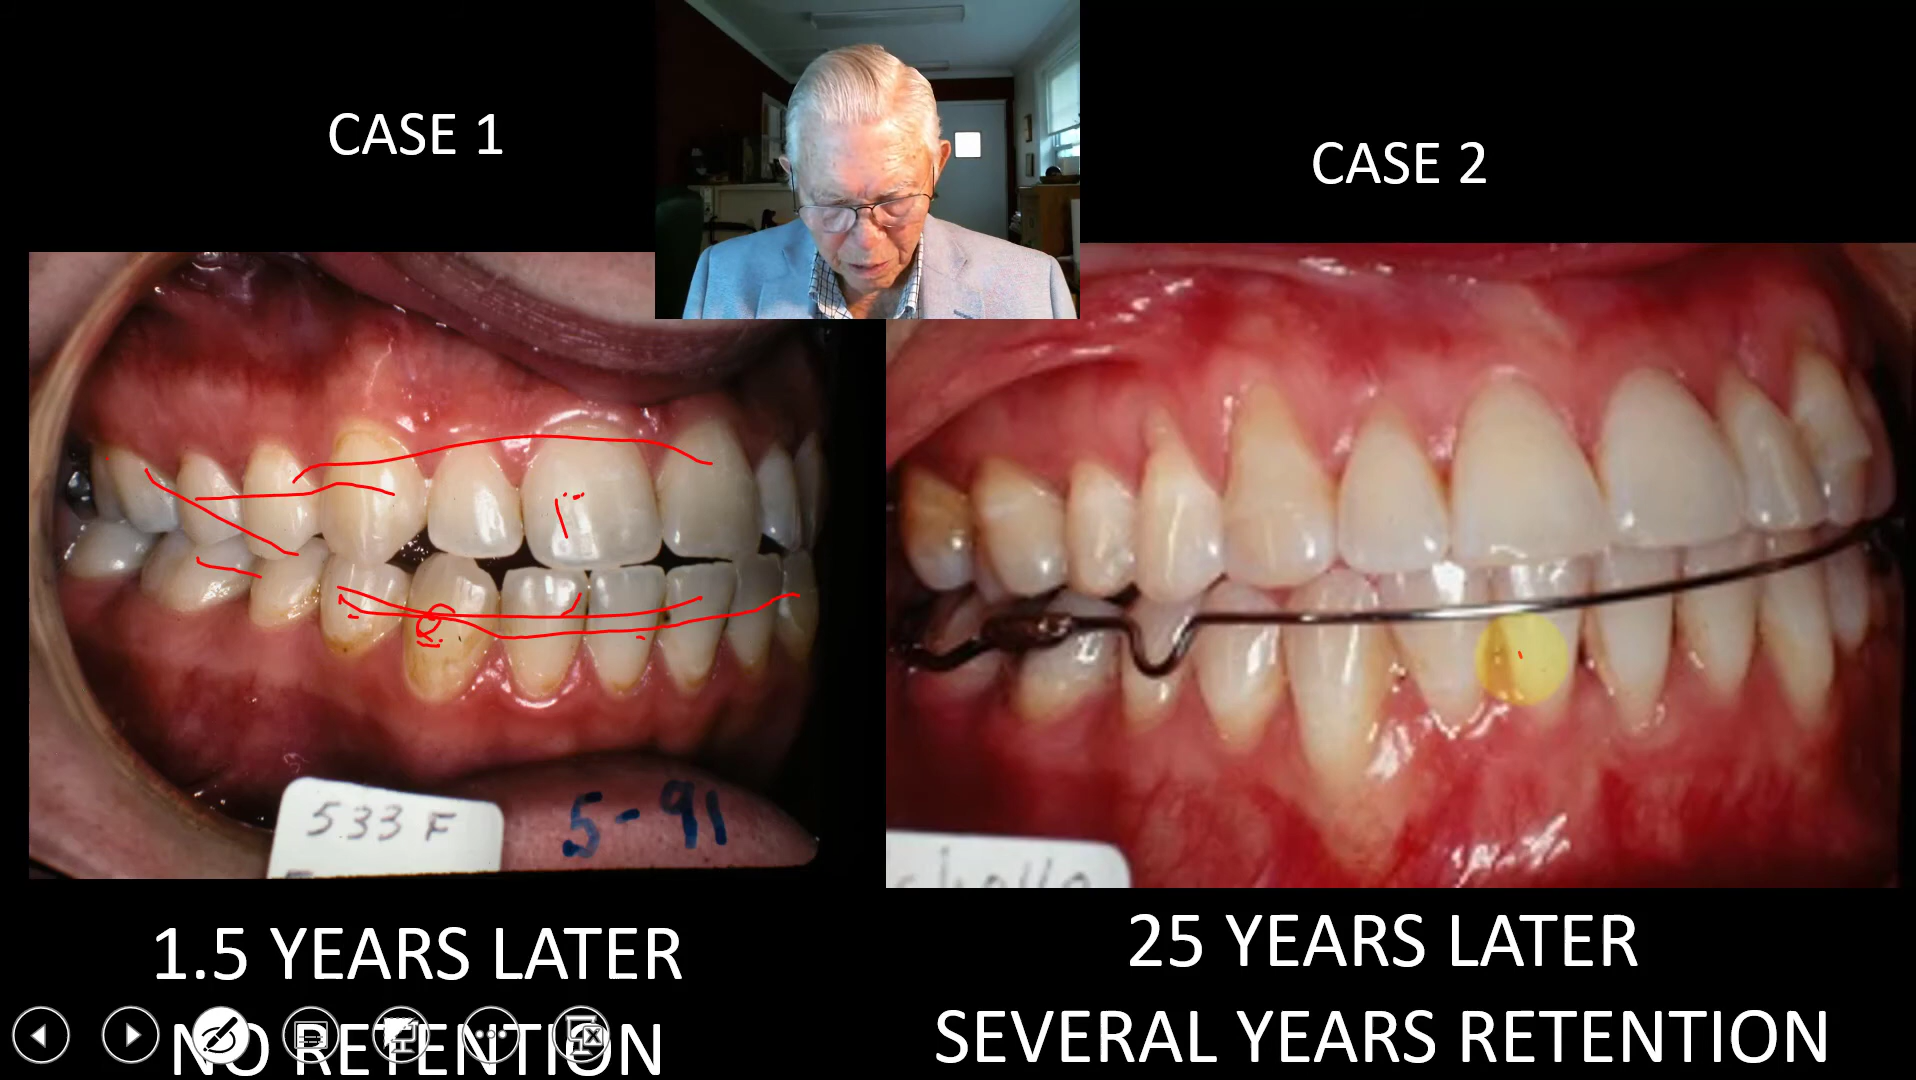 CASE 1
CASE 2
533 F
5-91
1.5 YEARS LATER
NO RETENTION
25 YEARS LATER
SEVERAL YEARS RETENTION